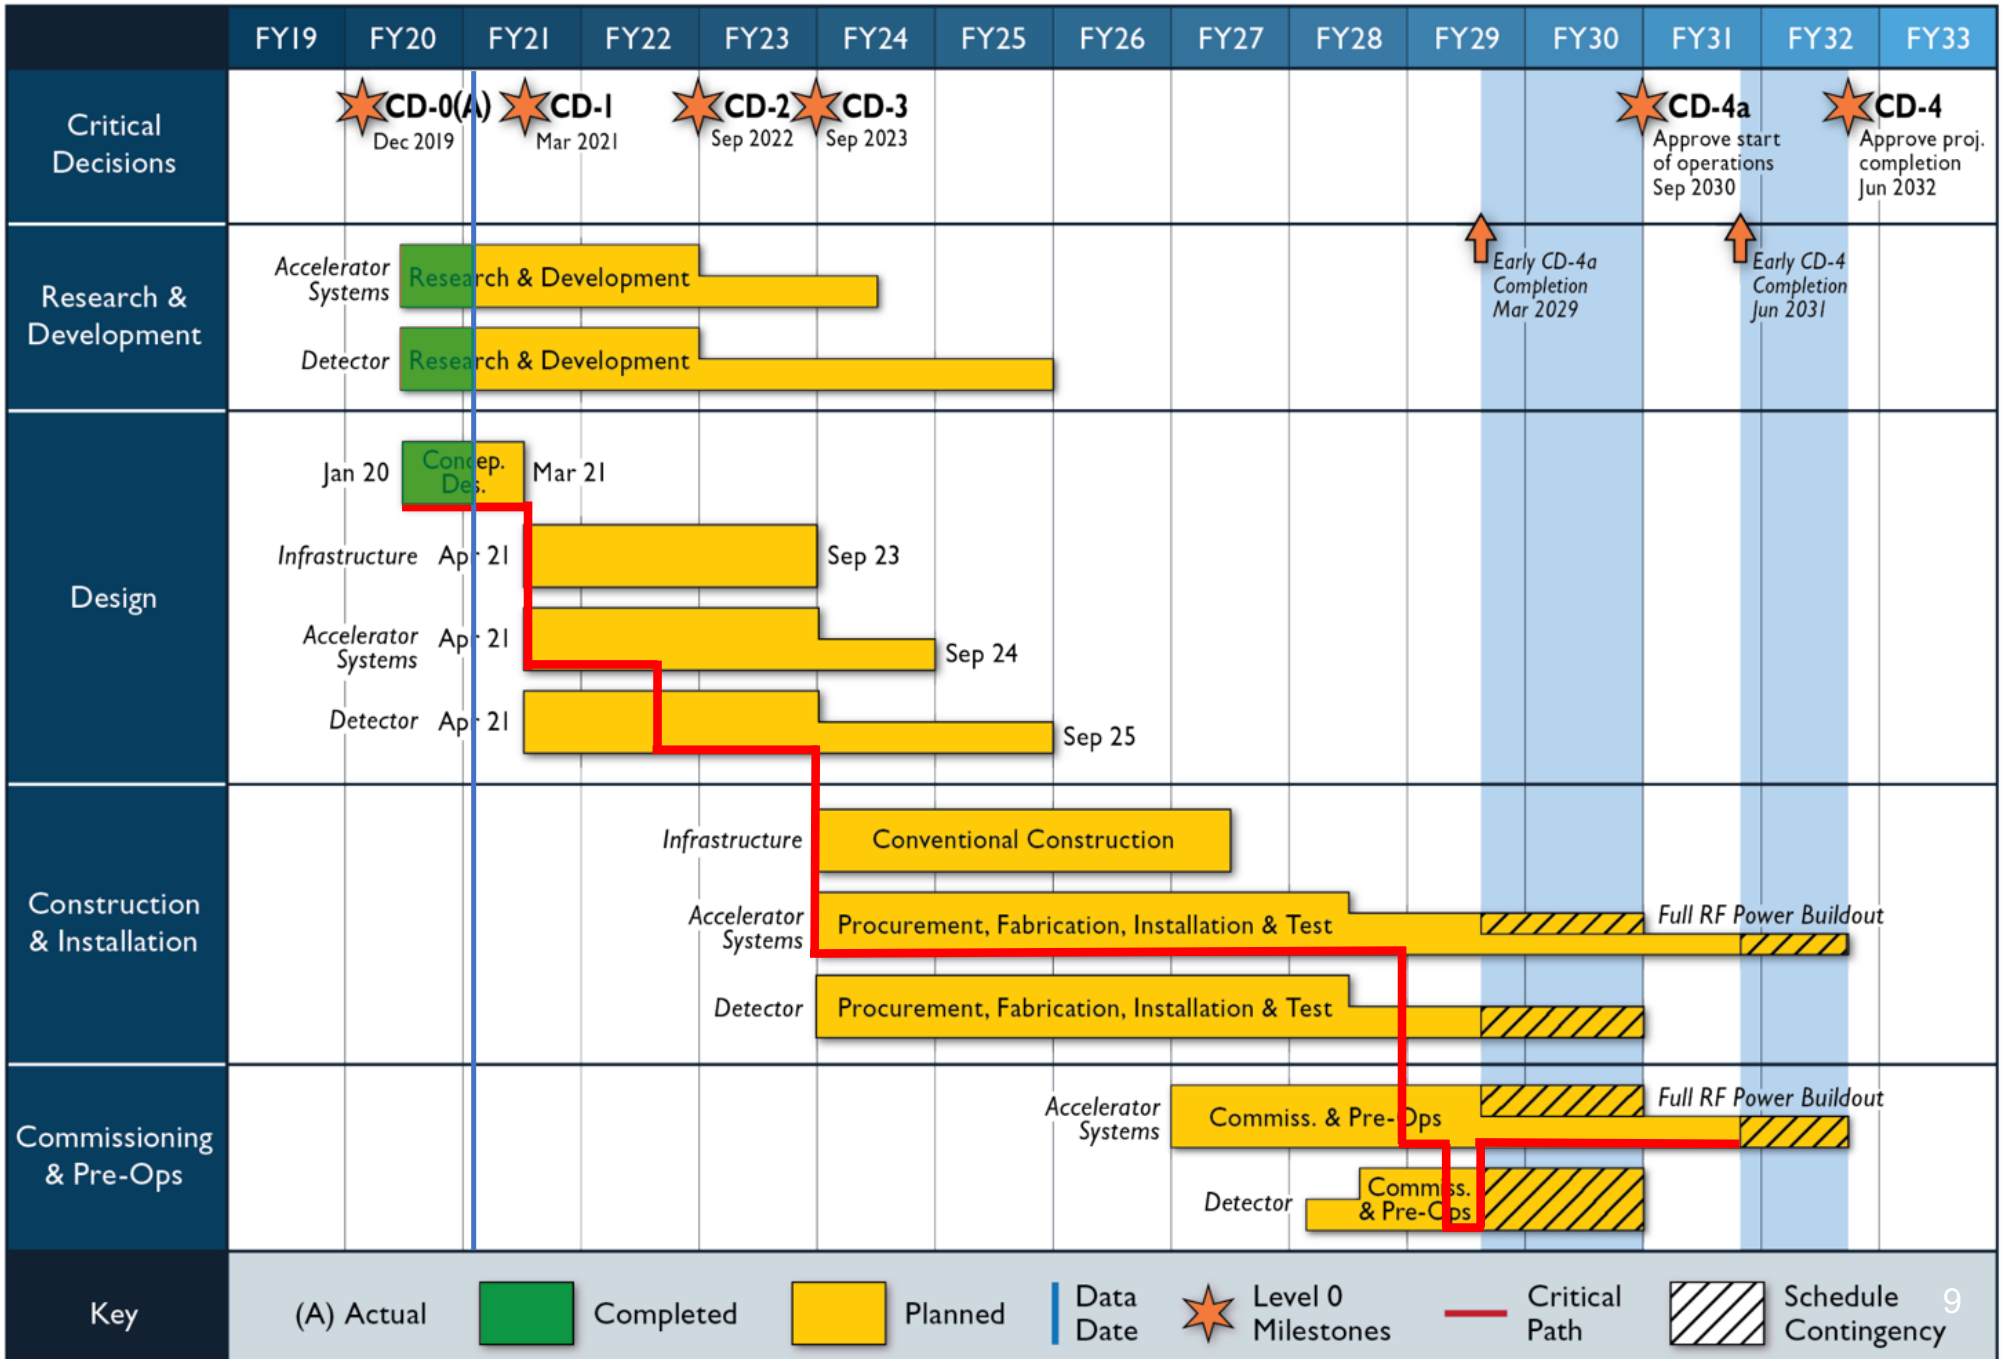 FY19 FY20 FY21 FY22 FY23 FY24 FY25 FY26 FY27 FY28 FY29 FY30 FY31 FY32 FY33
Critical
Decisions
CD-0(A)
Dec 2019
CD-1
Mar 2021
CD-2
Sep 2022
CD-3
Sep 2023
CD-4a
Approve start
of operations
Sep 2030
CD-4
Approve proj.
completion
Jun 2032
Early CD-4a
Completion
Mar 2029
Early CD-4
Completion
Jun 2031
Research &
Development
Accelerator
Systems
Research & Development
Detector
Research & Development
Design
Jan 20
Concep.
Des.
Mar 21
Infrastructure
Apr 21
Sep 23
Accelerator
Systems
Apr 21
Sep 24
Detector
Apr 21
Sep 25
Construction
& Installation
Infrastructure
Conventional Construction
Accelerator
Systems
Procurement, Fabrication, Installation & Test
Full RF Power Buildout
Detector
Procurement, Fabrication, Installation & Test
Commissioning
& Pre-Ops
Accelerator
Systems
Commiss. & Pre-Ops
Full RF Power Buildout
Detector
Commiss.
& Pre-Ops
Key
(A) Actual
Completed
Planned
Data
Date
Level 0
Milestones
Critical
Path
Schedule
Contingency
9